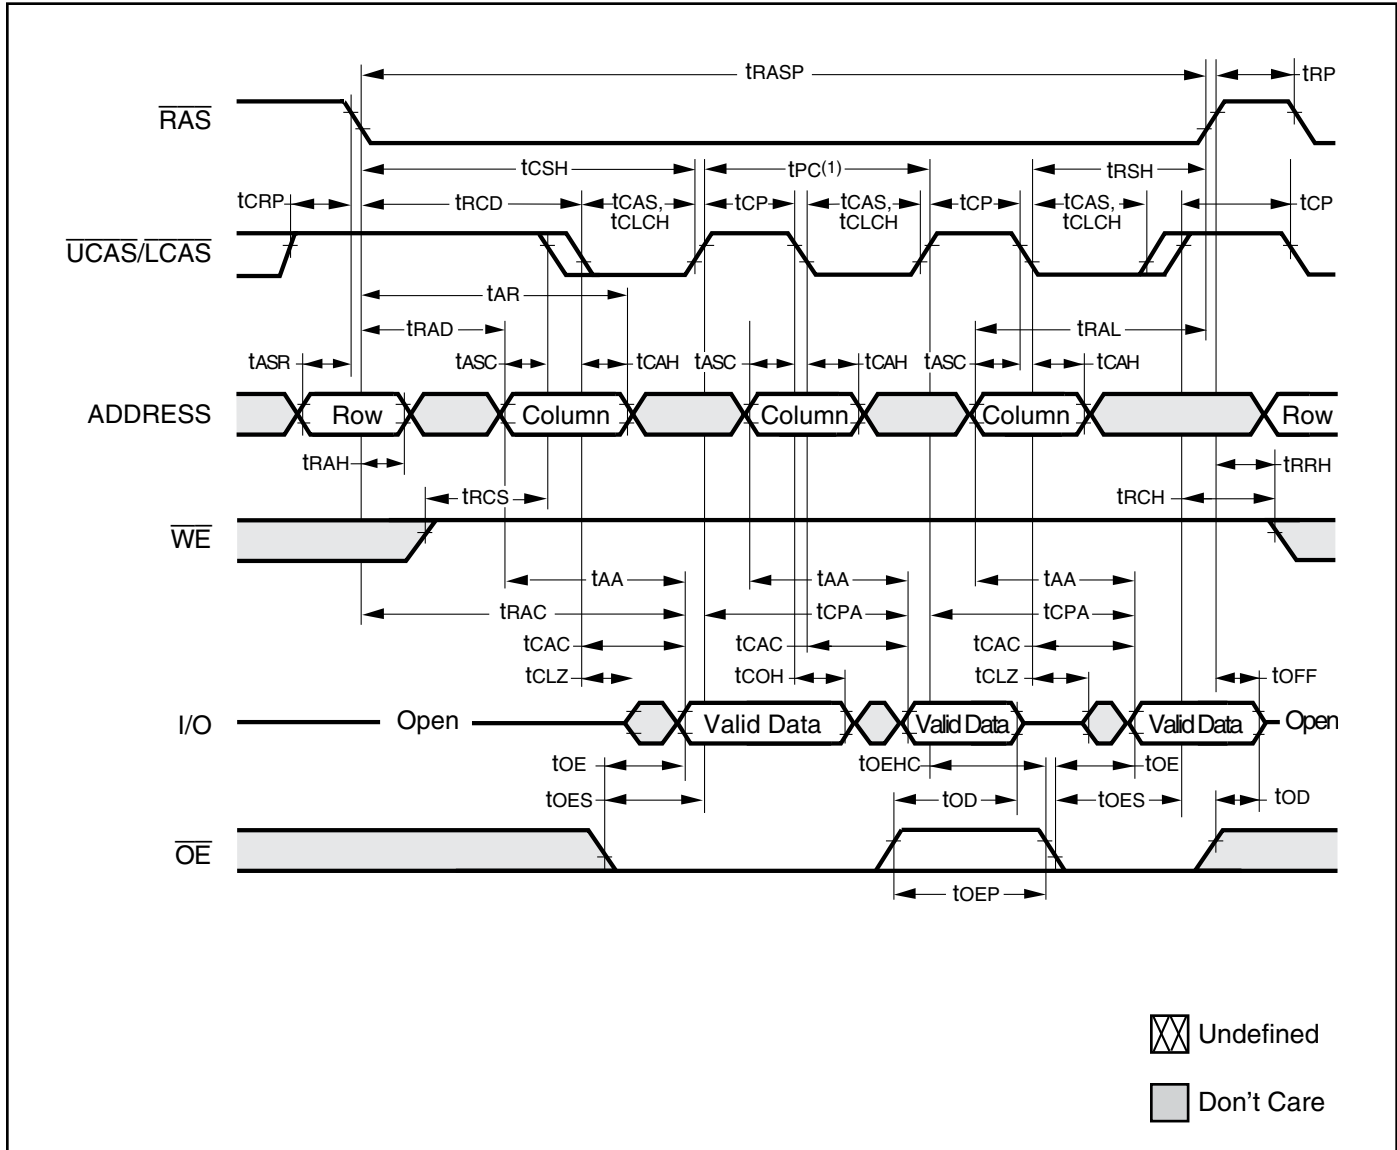 tRASP tRP
RAS
tCSH tPC(1) tRSH
tCRP tRCD tCAS, tCLCH tCP tCAS, tCLCH tCP tCAS, tCLCH tCP
UCAS/LCAS
tAR
tRAD tRAL
tASR tASC tCAH tASC tCAH tASC tCAH
ADDRESS Row Column Column Column Row
tRAH tRRH
tRCS tRCH
WE
tAA tAA tAA
tRAC tCPA tCPA
tCAC tCAC tCAC
tCLZ tCOH tCLZ tOFF
I/O Open Valid Data Valid Data Valid Data Open
tOE tOEHC tOE
tOES tOD tOES tOD
OE
tOEP
Undefined
Don't Care